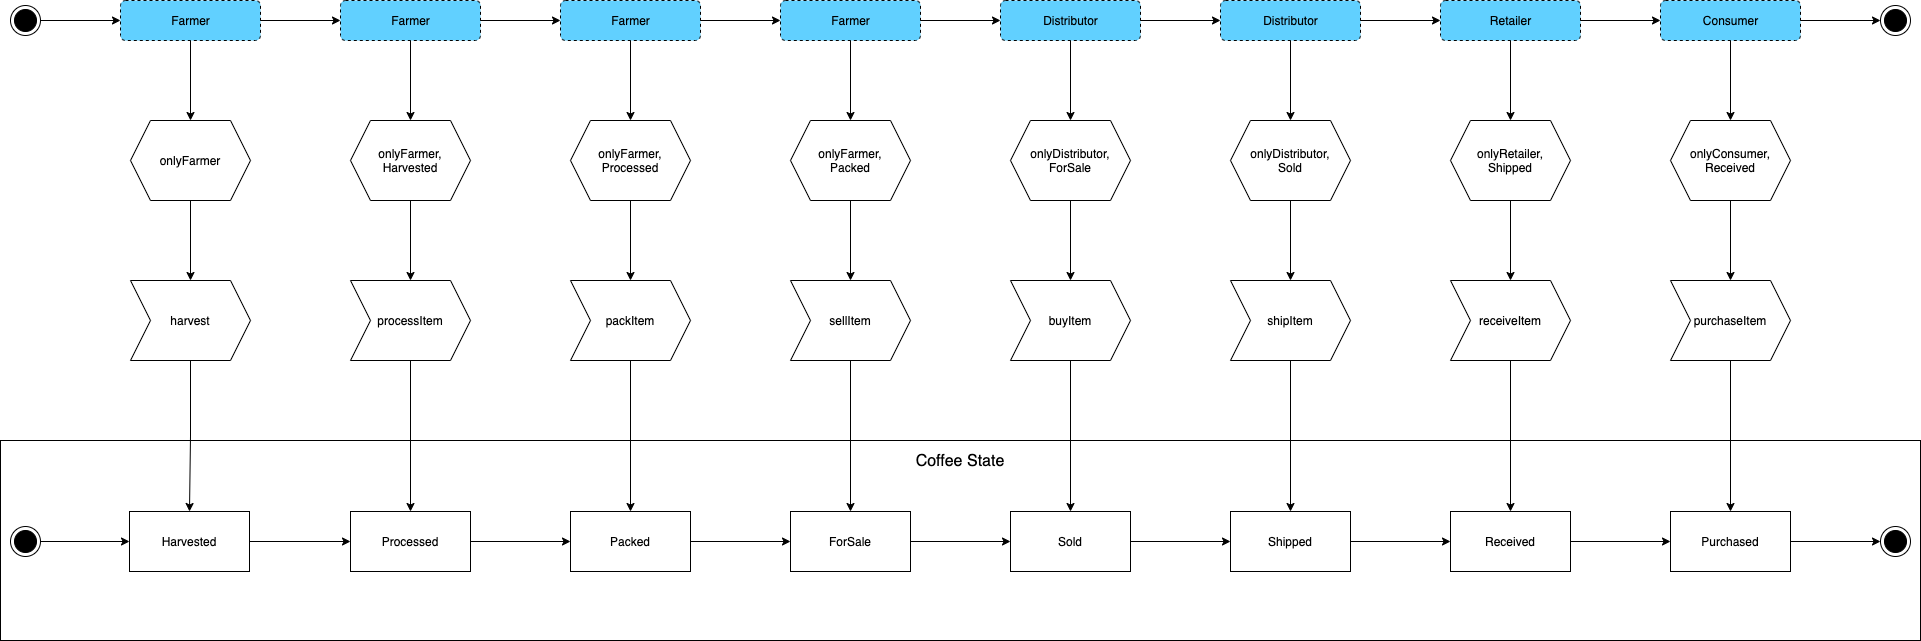 Farmer
Farmer
Farmer
Farmer
Distributor
Distributor
Retailer
Consumer
onlyFarmer
onlyFarmer,
Harvested
onlyFarmer,
Processed
onlyFarmer,
Packed
onlyDistributor,
ForSale
onlyDistributor,
Sold
onlyRetailer,
Shipped
onlyConsumer,
Received
harvest
processItem
packItem
sellItem
buyItem
shipItem
receiveItem
purchaseItem
Coffee State
Harvested
Processed
Packed
ForSale
Sold
Shipped
Received
Purchased